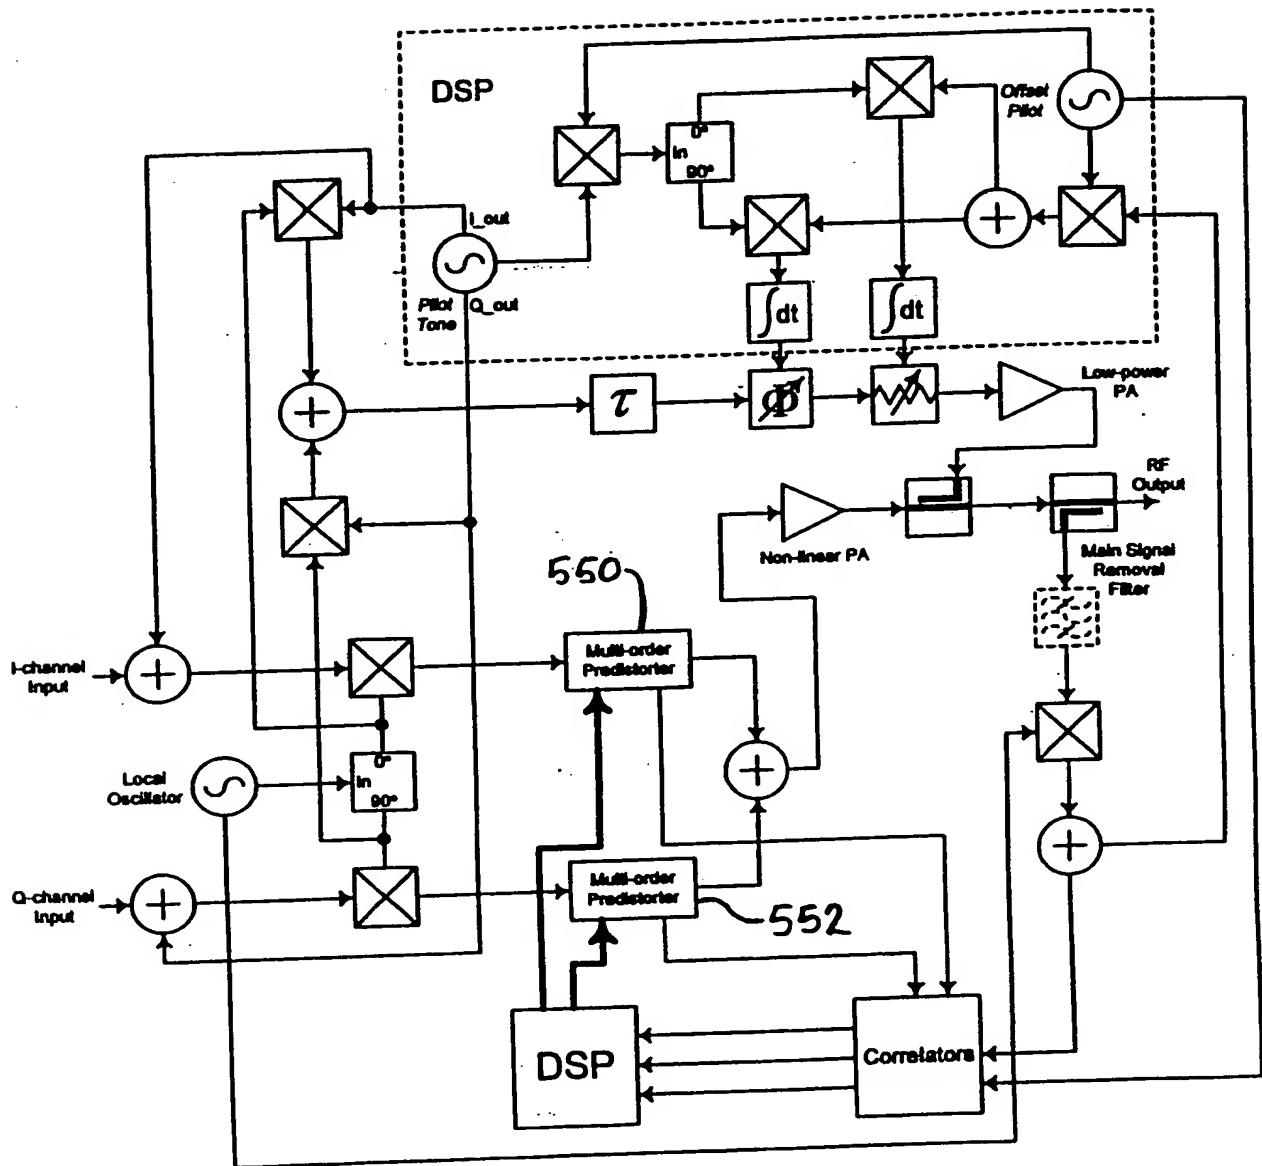 DSP
Offset
Pilot
0°
In
90°
I_out
Pilot
Tone
Q_out
∫dt
∫dt
Low-power
PA
τ
Φ
RF
Output
Non-linear PA
Main Signal
Removal
Filter
550
I-channel
Input
Multi-order
Predistorter
Local
Oscillator
0°
In
90°
Q-channel
Input
Multi-order
Predistorter
552
DSP
Correlators